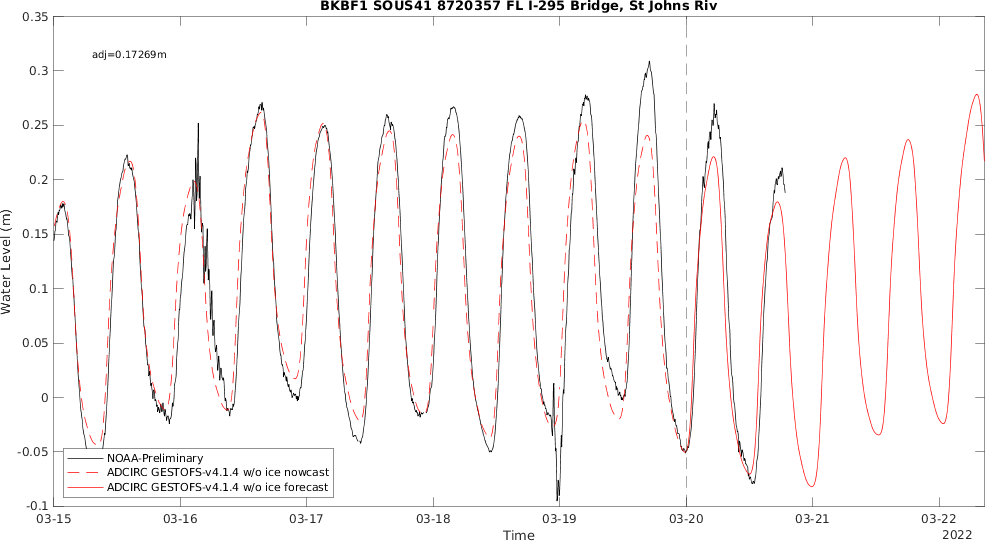 BKBF1 SOUS41 8720357 FL I-295 Bridge, St Johns Riv
adj=0.17269m
Water Level (m)
0.35
0.3
0.25
0.2
0.15
0.1
0.05
0
-0.05
-0.1
NOAA-Preliminary
ADCIRC GESTOFS-v4.1.4 w/o ice nowcast
ADCIRC GESTOFS-v4.1.4 w/o ice forecast
03-15 03-16 03-17 03-18 03-19 03-20 03-21 03-22
Time
2022